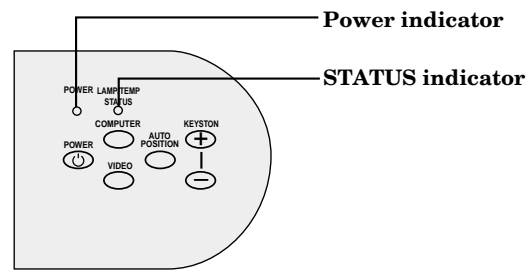 Power indicator
STATUS indicator
POWER LAMP/TEMP
STATUS
COMPUTER
KEYSTON
POWER
AUTO
POSITION
VIDEO